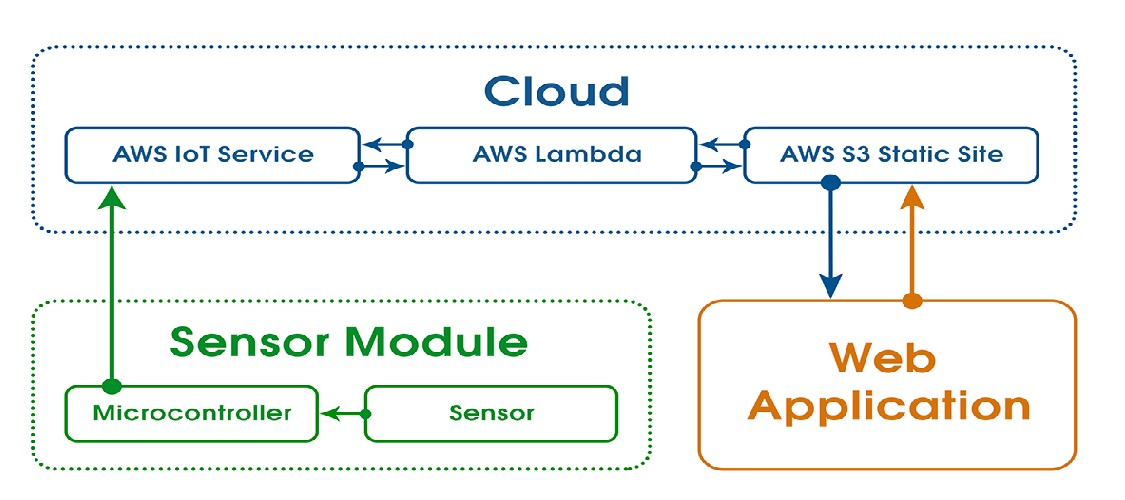 Cloud
AWS IoT Service
AWS Lambda
AWS S3 Static Site
Sensor Module
Microcontroller
Sensor
Web
Application